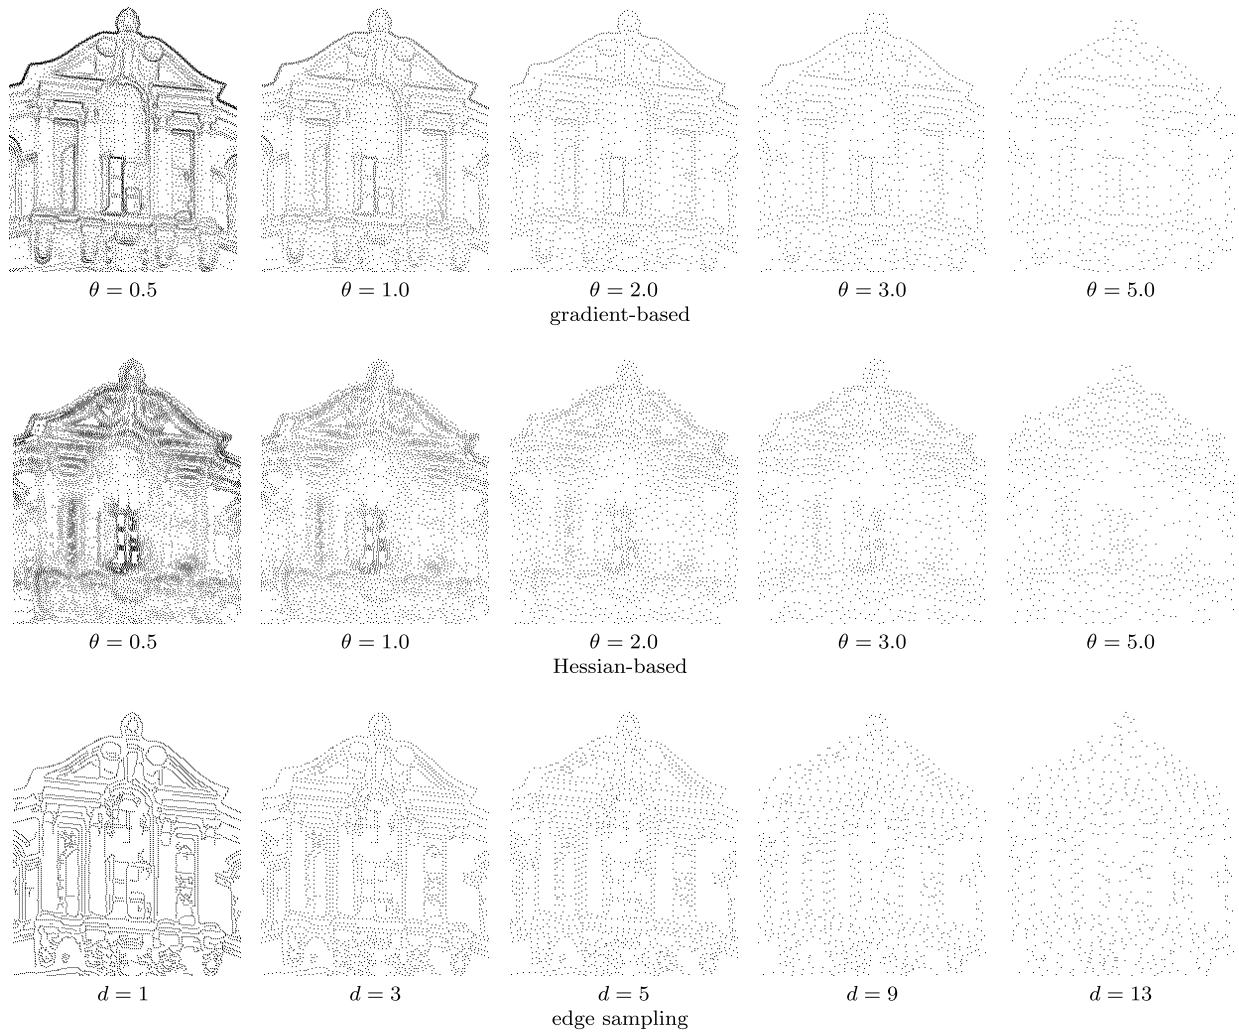 θ = 0.5 θ = 1.0 θ = 2.0 θ = 3.0 θ = 5.0
gradient-based
θ = 0.5 θ = 1.0 θ = 2.0 θ = 3.0 θ = 5.0
Hessian-based
d = 1 d = 3 d = 5 d = 9 d = 13
edge sampling